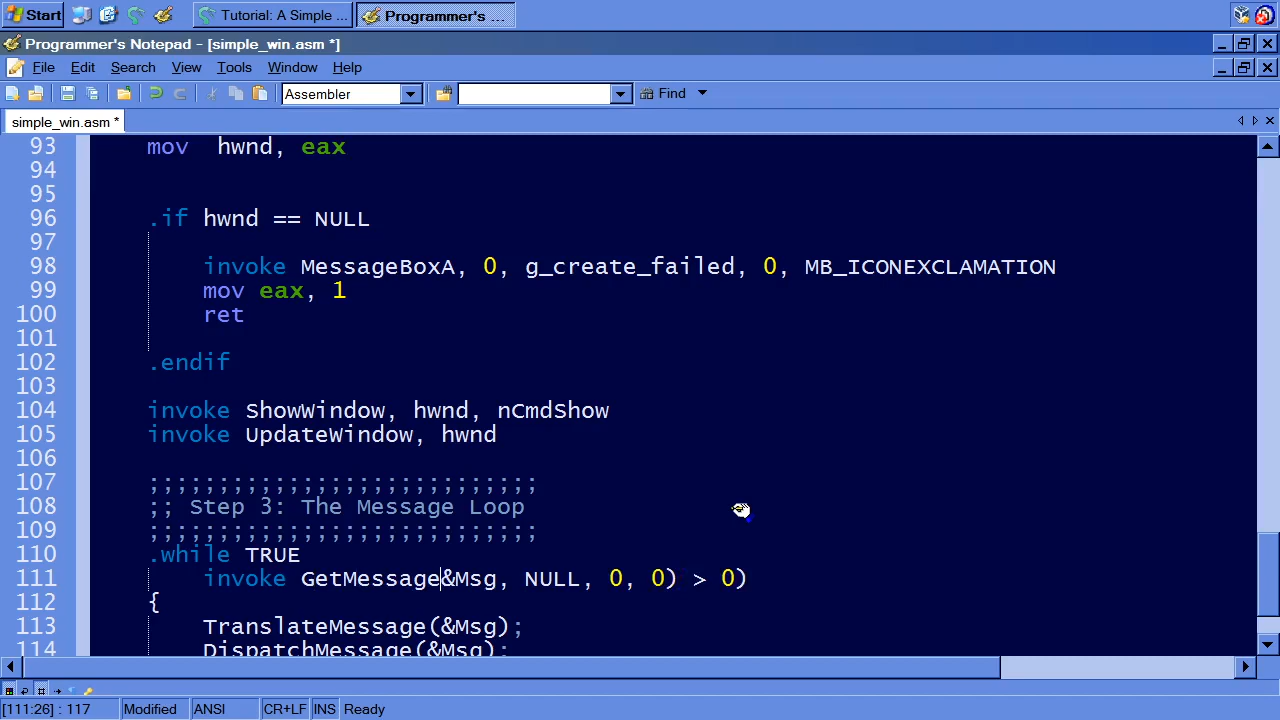 Start Tutorial: A Simple ... Programmer's ...
Programmer's Notepad - [simple_win.asm *]
File Edit Search View Tools Window Help
Assembler Find
simple_win.asm *
93 mov hwnd, eax
94
95
96 .if hwnd == NULL
97
98 invoke MessageBoxA, 0, g_create_failed, 0, MB_ICONEXCLAMATION
99 mov eax, 1
100 ret
101
102 .endif
103
104 invoke ShowWindow, hwnd, nCmdShow
105 invoke UpdateWindow, hwnd
106
107 ;;;;;;;;;;;;;;;;;;;;;;;;;;;;
108 ;; Step 3: The Message Loop
109 ;;;;;;;;;;;;;;;;;;;;;;;;;;;;
110 .while TRUE
111 invoke GetMessage&Msg, NULL, 0, 0) > 0)
112 {
113 TranslateMessage(&Msg);
114 DispatchMessage(&Msg);
[111:26] : 117 Modified ANSI CR+LF INS Ready